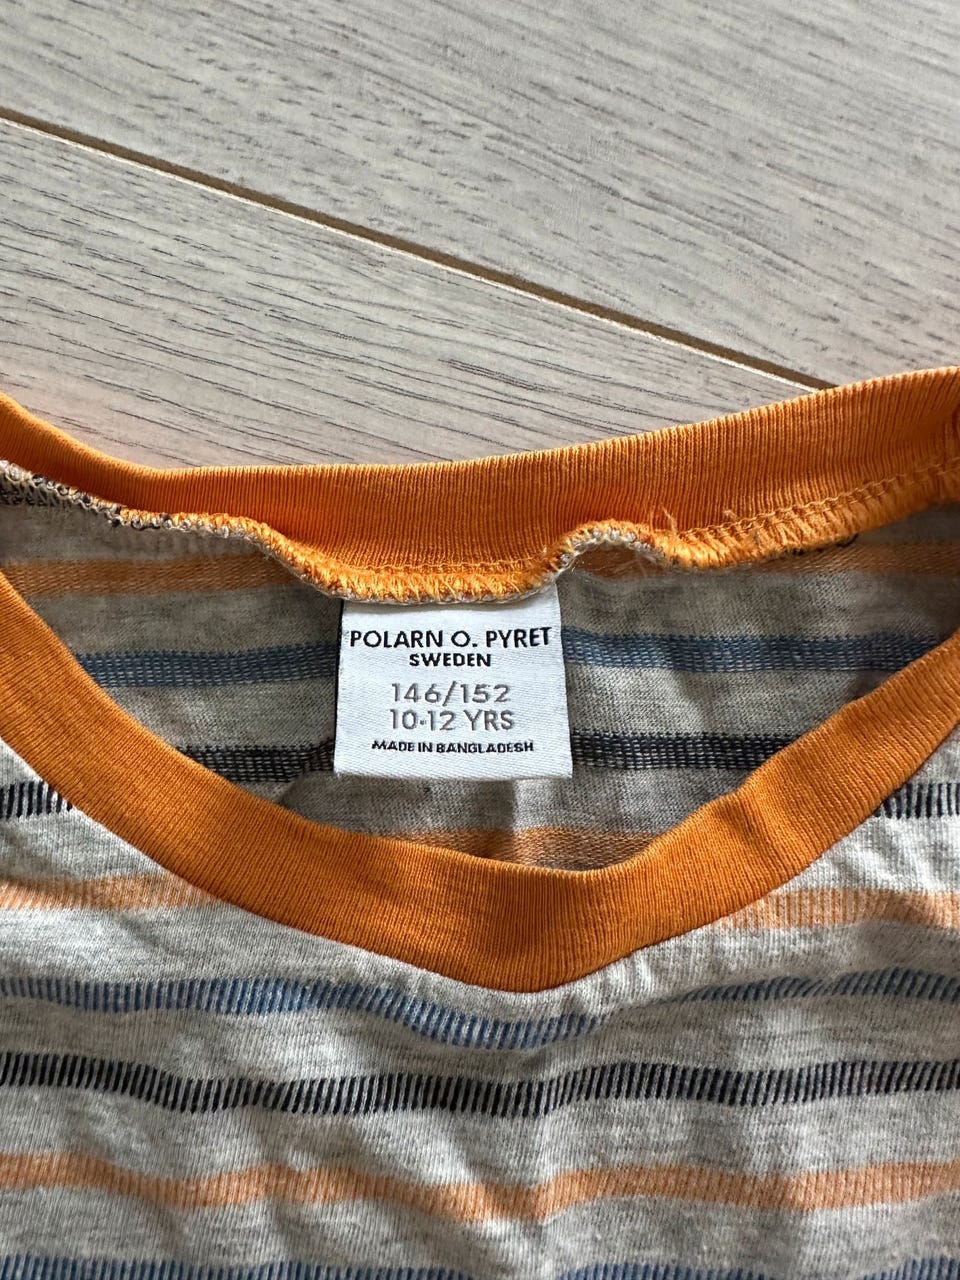 POLARN O. PYRET
SWEDEN
146/152
10-12 YRS
MADE IN BANGLADESH